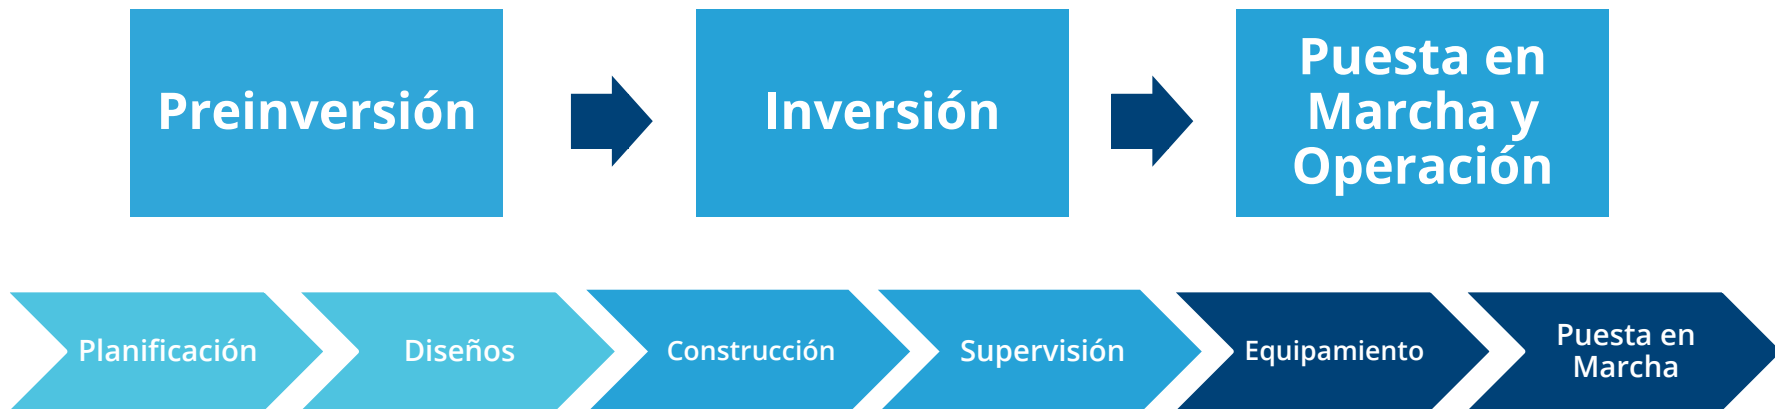 Preinversión
Inversión
Puesta en
Marcha y
Operación
Planificación
Diseños
Construcción
Supervisión
Equipamiento
Puesta en
Marcha